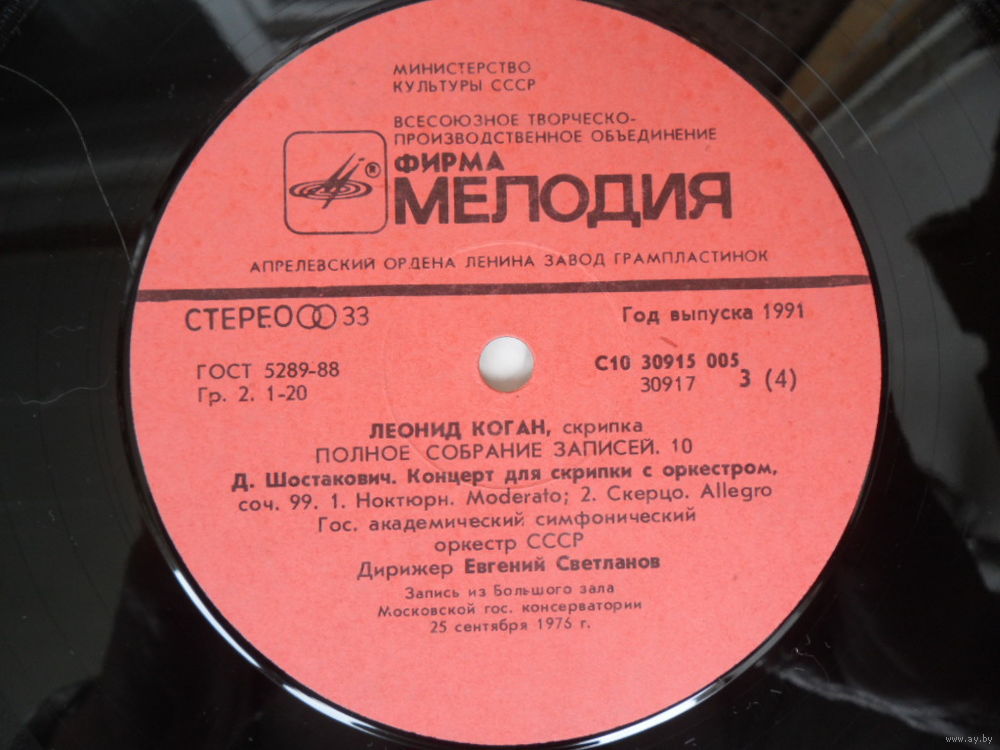 МИНИСТЕРСТВО
КУЛЬТУРЫ СССР
ВСЕСОЮЗНОЕ ТВОРЧЕСКО-
ПРОИЗВОДСТВЕННОЕ ОБЪЕДИНЕНИЕ
®
ФИРМА
МЕЛОДИЯ
АПРЕЛЕВСКИЙ ОРДЕНА ЛЕНИНА ЗАВОД ГРАМПЛАСТИНОК
СТЕРЕО 33
Год выпуска 1991
ГОСТ 5289-88
Гр. 2. 1-20
С10 30915 005
30917 3 (4)
ЛЕОНИД КОГАН, скрипка
ПОЛНОЕ СОБРАНИЕ ЗАПИСЕЙ. 10
Д. Шостакович. Концерт для скрипки с оркестром,
соч. 99. 1. Ноктюрн. Moderato; 2. Скерцо. Allegro
Гос. академический симфонический
оркестр СССР
Дирижер Евгений Светланов
Запись из Большого зала
Московской гос. консерватории
25 сентября 1976 г.
www.ay.by